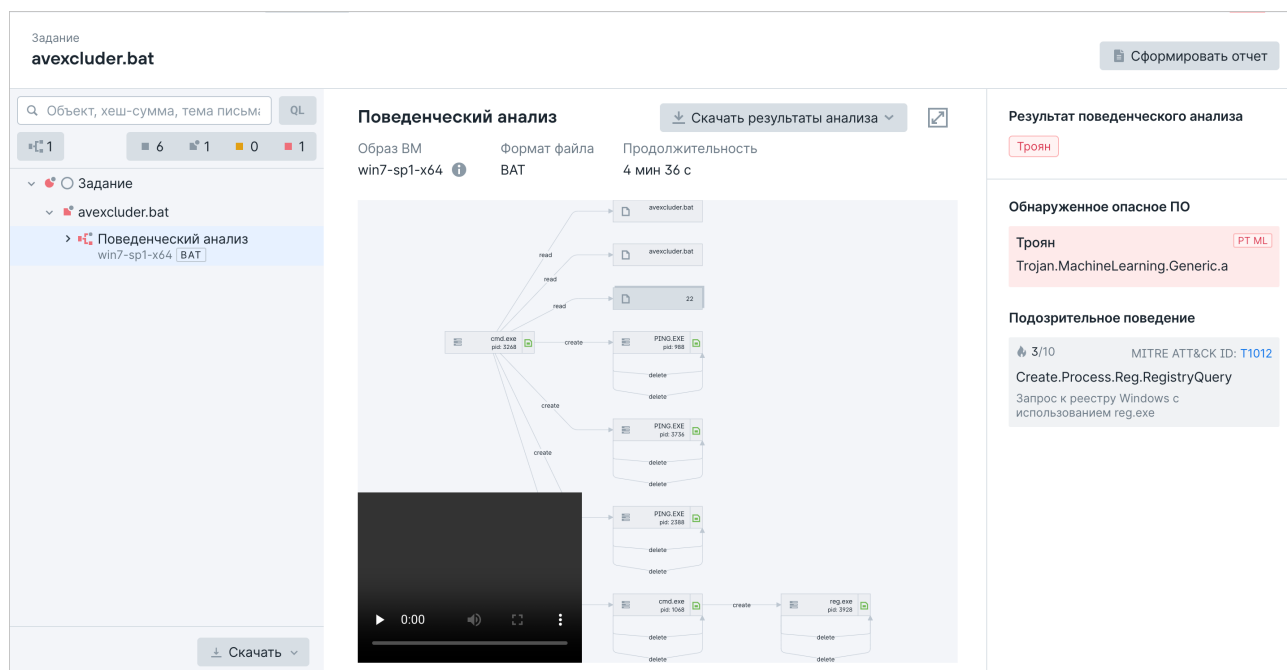 Задание
avexcluder.bat
Сформировать отчет
Объект, хеш-сумма, тема письма
QL
1
6 1 0 1
Задание
avexcluder.bat
Поведенческий анализ
win7-sp1-x64 BAT
Скачать
Поведенческий анализ
Скачать результаты анализа
Образ ВМ Формат файла Продолжительность
win7-sp1-x64 BAT 4 мин 36 с
avexcluder.bat
read
avexcluder.bat
read
22
read
cmd.exe
pid: 3268
create
PING.EXE
pid: 988
delete
delete
create
PING.EXE
pid: 3736
delete
delete
create
PING.EXE
pid: 2388
delete
delete
cmd.exe
pid: 1068
create
reg.exe
pid: 3928
delete
delete
delete
delete
0:00
Результат поведенческого анализа
Троян
Обнаруженное опасное ПО
Троян PT ML
Trojan.MachineLearning.Generic.a
Подозрительное поведение
3/10 MITRE ATT&CK ID: T1012
Create.Process.Reg.RegistryQuery
Запрос к реестру Windows с
использованием reg.exe